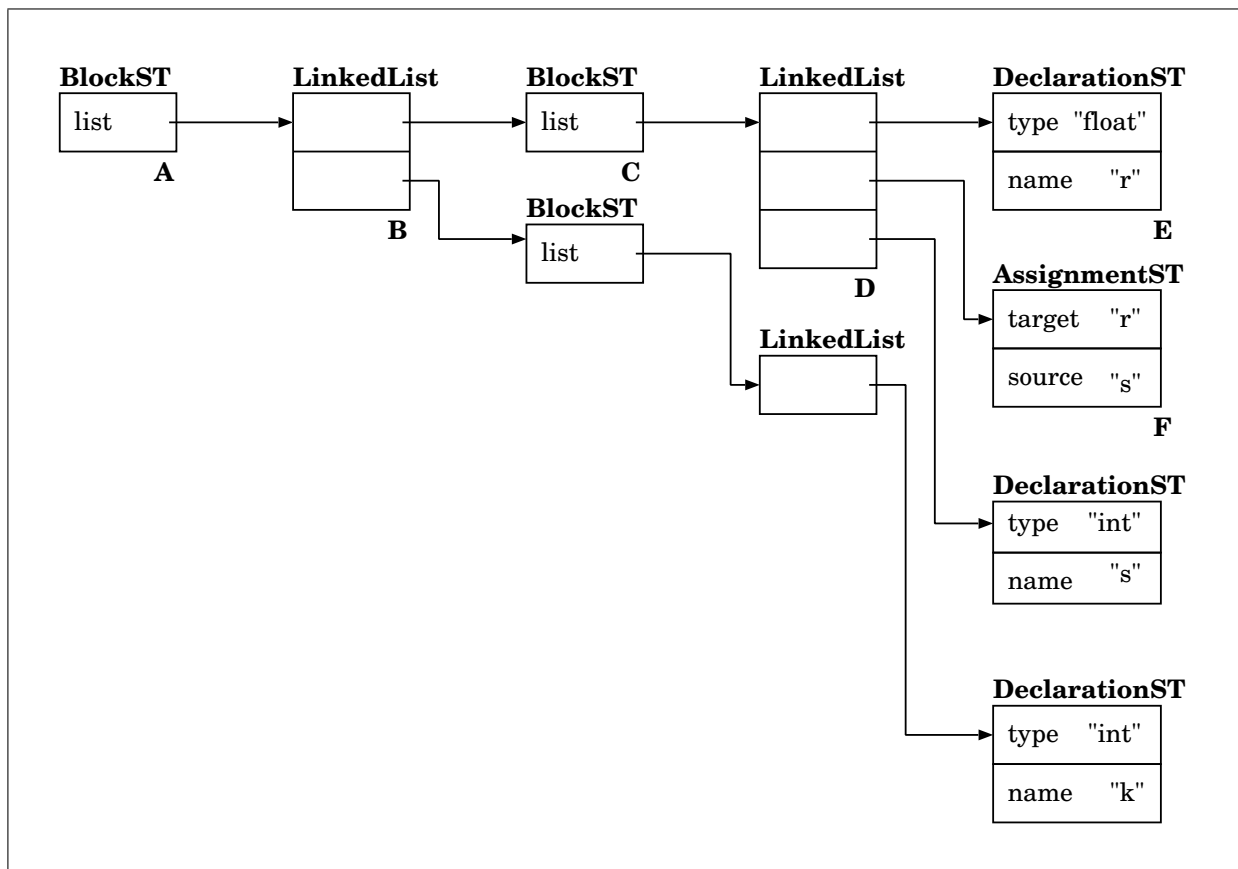 BlockST LinkedList BlockST LinkedList DeclarationST
list list type "float"
A C name "r"
BlockST
B E
list
AssignmentST
D
target "r"
LinkedList
source "s"
F
DeclarationST
type "int"
name "s"
DeclarationST
type "int"
name "k"